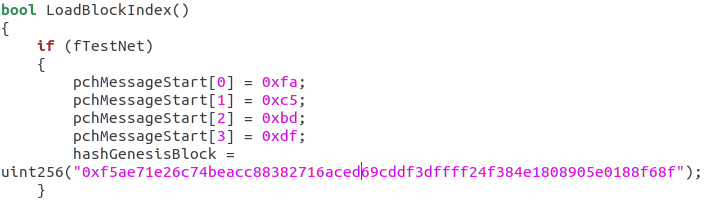 bool LoadBlockIndex()
{
    if (fTestNet)
    {
        pchMessageStart[0] = 0xfa;
        pchMessageStart[1] = 0xc5;
        pchMessageStart[2] = 0xbd;
        pchMessageStart[3] = 0xdf;
        hashGenesisBlock =
uint256("0xf5ae71e26c74beacc88382716aced69cddf3dffff24f384e1808905e0188f68f");
    }